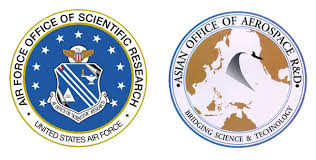 AIR FORCE OFFICE OF SCIENTIFIC RESEARCH
• UNITED STATES AIR FORCE •
• ASIAN OFFICE OF AEROSPACE R&D •
BRIDGING SCIENCE & TECHNOLOGY